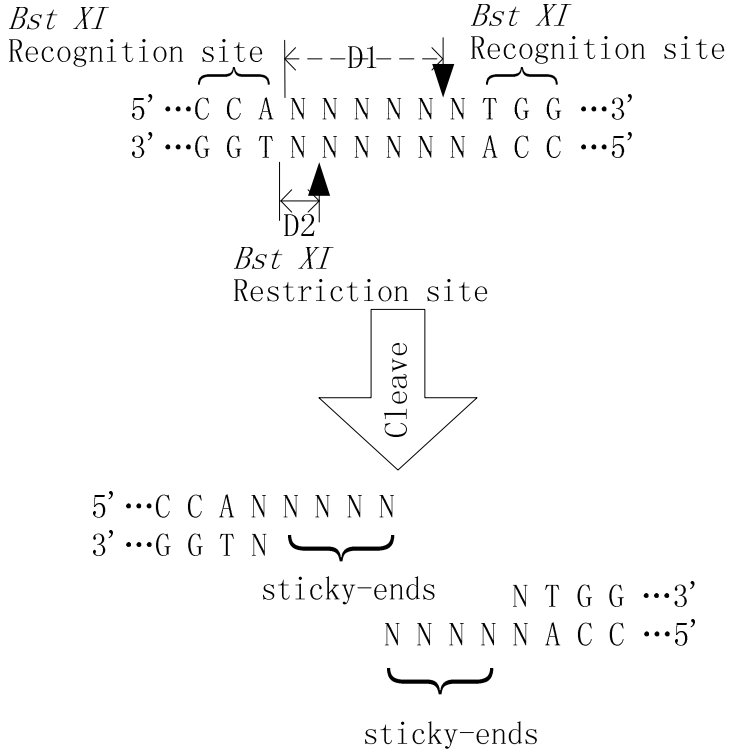 Bst XI
Recognition site
Bst XI
Recognition site
D1
5' ···C C A N N N N N N T G G ···3'
3' ···G G T N N N N N N A C C ···5'
D2
Bst XI
Restriction site
Cleave
5' ···C C A N N N N N
3' ···G G T N
sticky-ends
N T G G ···3'
N N N N N A C C ···5'
sticky-ends